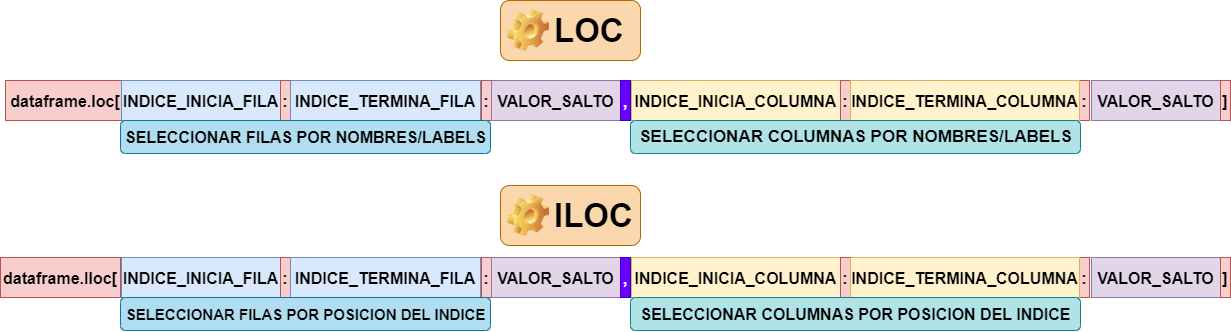 LOC
dataframe.loc[ INDICE_INICIA_FILA : INDICE_TERMINA_FILA : VALOR_SALTO , INDICE_INICIA_COLUMNA : INDICE_TERMINA_COLUMNA : VALOR_SALTO ]
SELECCIONAR FILAS POR NOMBRES/LABELS SELECCIONAR COLUMNAS POR NOMBRES/LABELS
ILOC
dataframe.Iloc[ INDICE_INICIA_FILA : INDICE_TERMINA_FILA : VALOR_SALTO , INDICE_INICIA_COLUMNA : INDICE_TERMINA_COLUMNA : VALOR_SALTO ]
SELECCIONAR FILAS POR POSICION DEL INDICE SELECCIONAR COLUMNAS POR POSICION DEL INDICE